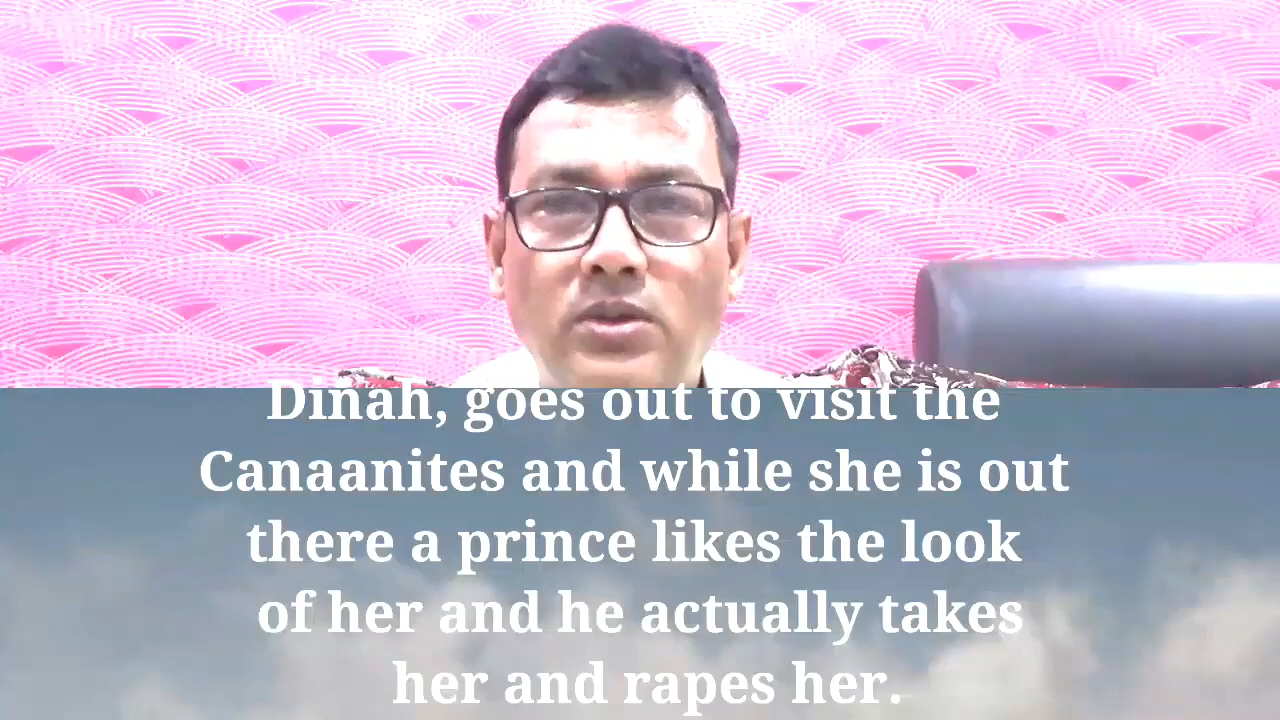 Dinah, goes out to visit the
Canaanites and while she is out
there a prince likes the look
of her and he actually takes
her and rapes her.